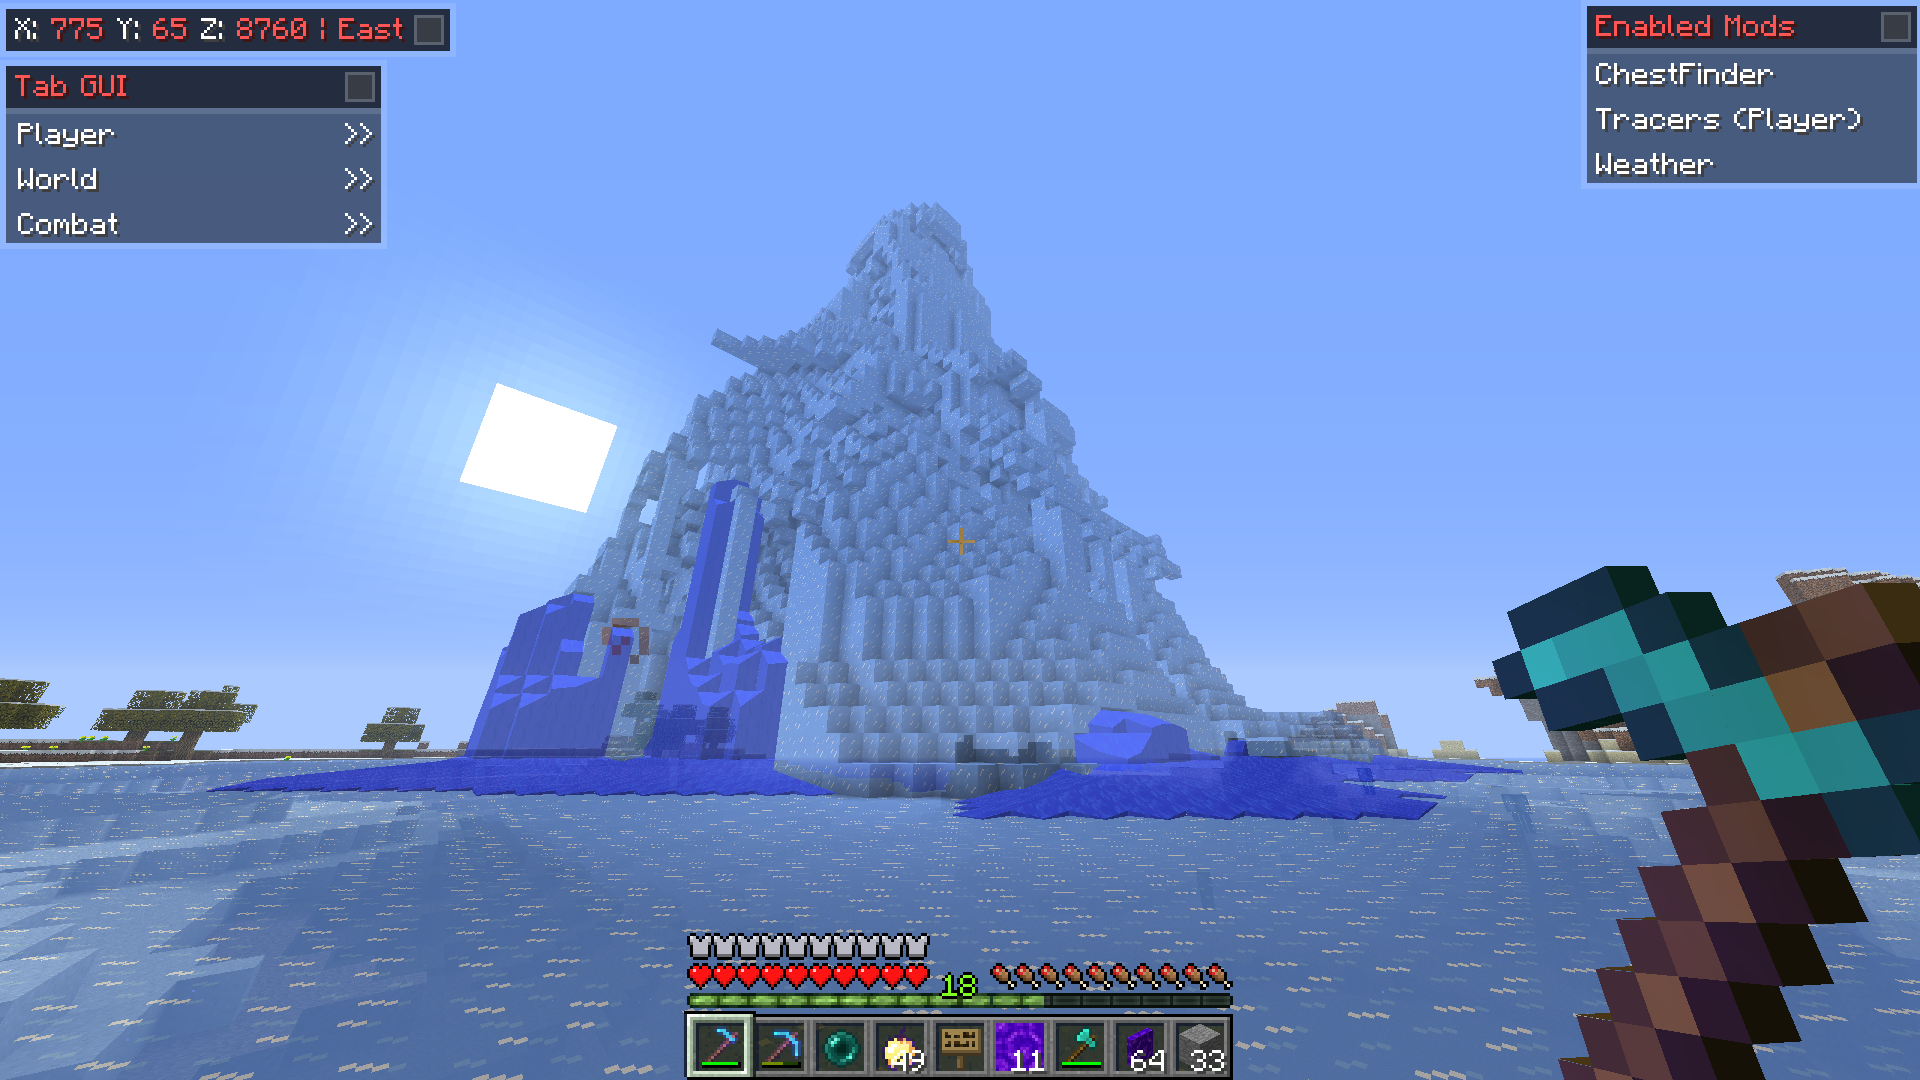 X: 775 Y: 65 Z: 8760 | East
Tab GUI
Player >>
World >>
Combat >>
Enabled Mods
ChestFinder
Tracers (Player)
Weather
18
49
11
64
33